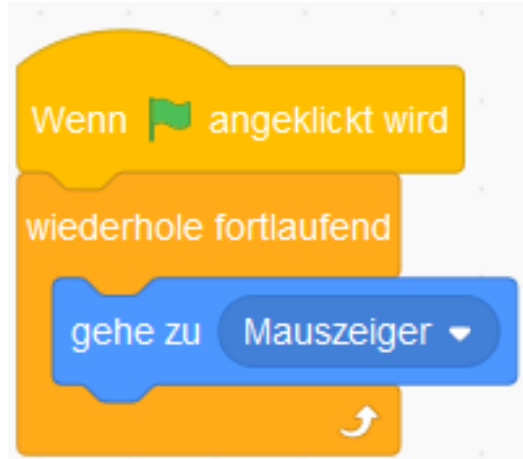 Wenn angeklickt wird
wiederhole fortlaufend
gehe zu Mauszeiger